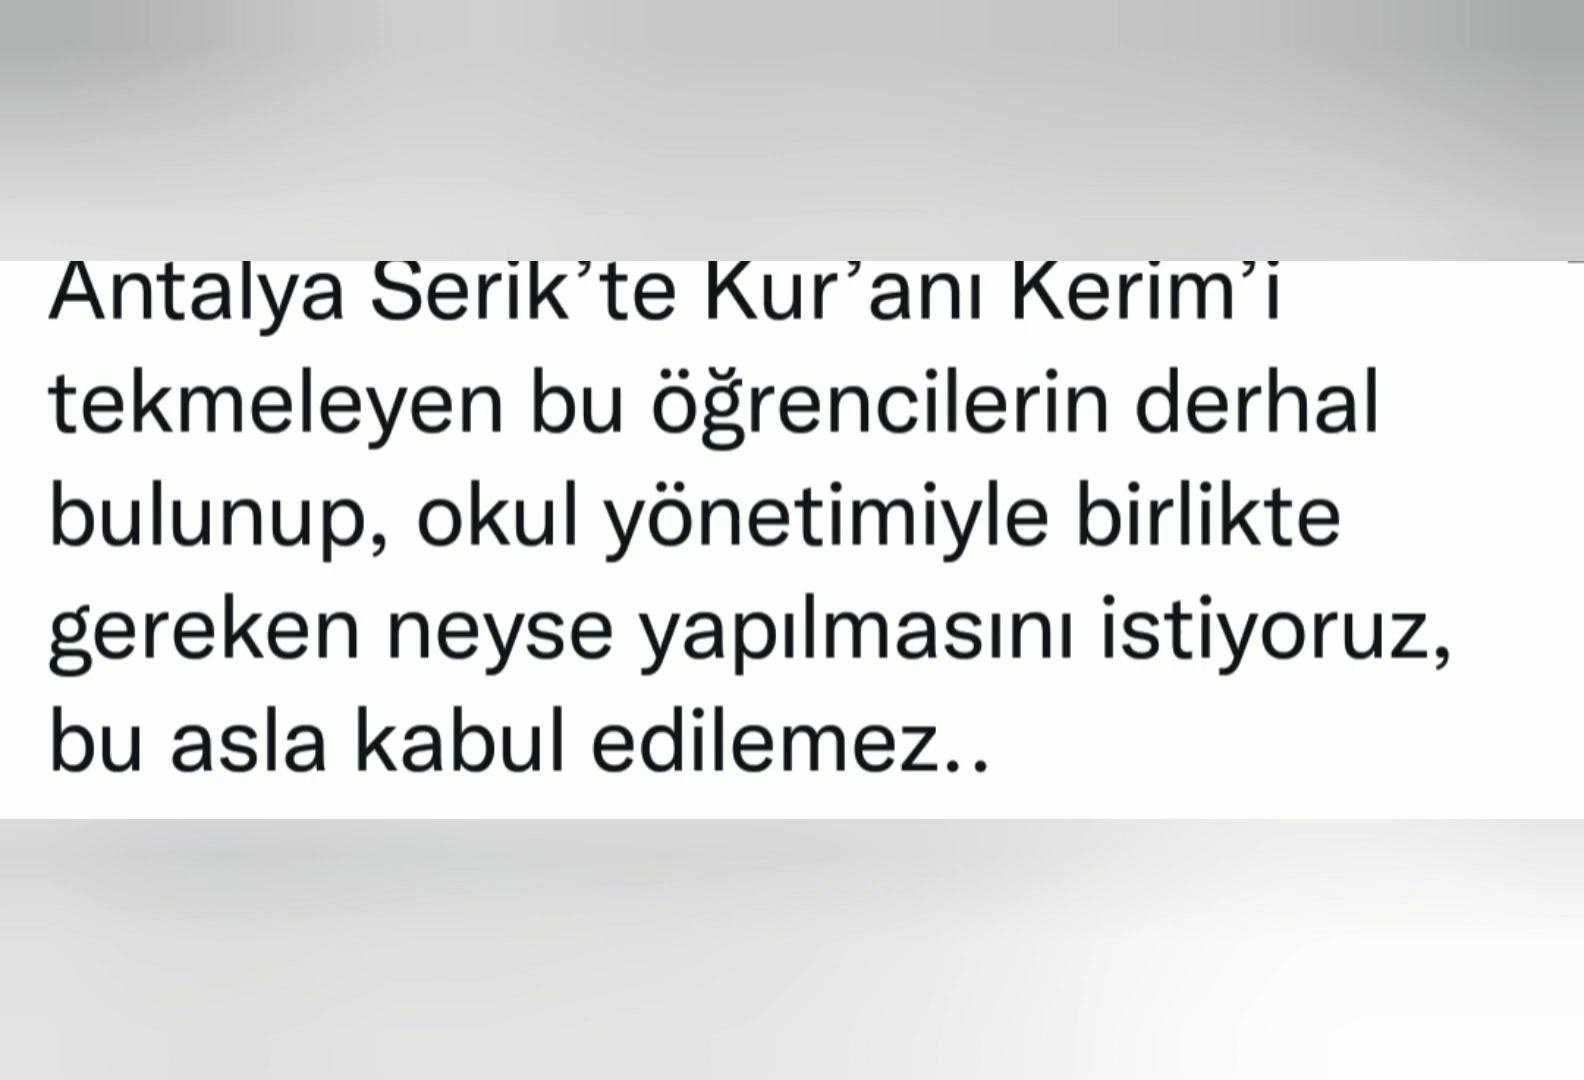 Antalya Serik’te Kur’anı Kerim’i
tekmeleyen bu öğrencilerin derhal
bulunup, okul yönetimiyle birlikte
gereken neyse yapılmasını istiyoruz,
bu asla kabul edilemez..